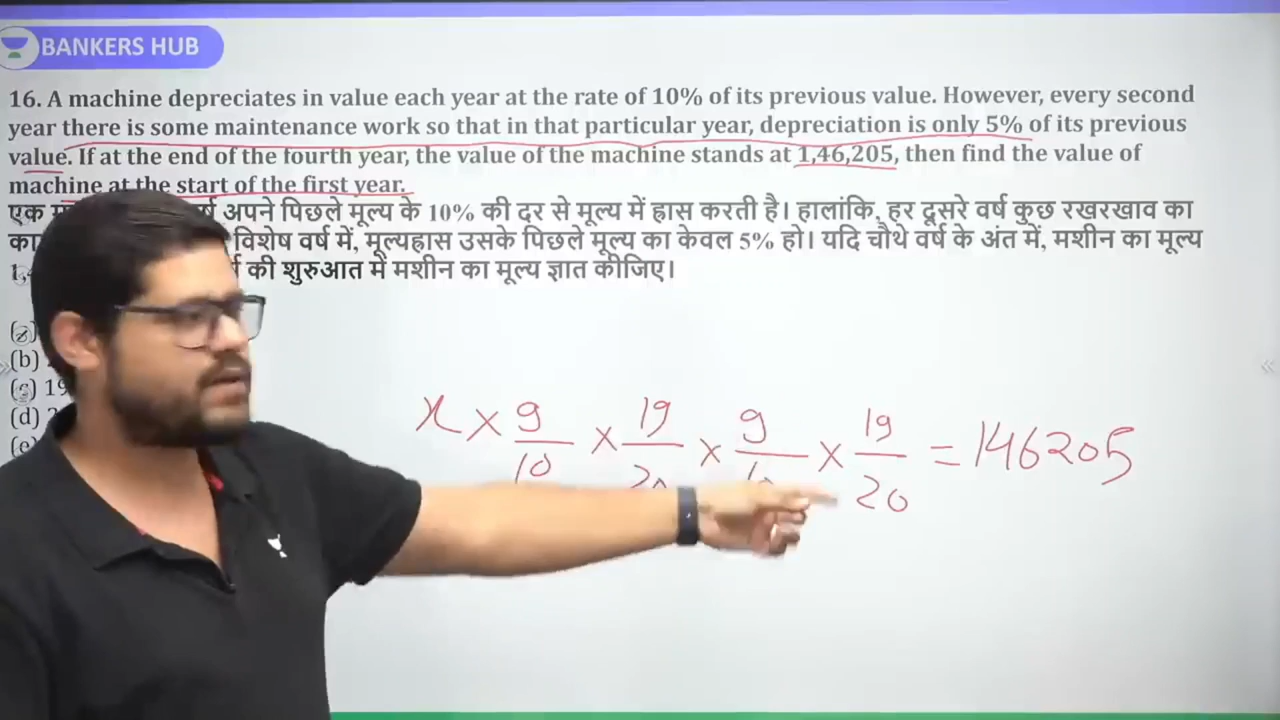 BANKERS HUB
16. A machine depreciates in value each year at the rate of 10% of its previous value. However, every second
year there is some maintenance work so that in that particular year, depreciation is only 5% of its previous
value. If at the end of the fourth year, the value of the machine stands at 1,46,205, then find the value of
machine at the start of the first year.
एक वर्ष अपने पिछले मूल्य के 10% की दर से मूल्य में ह्रास करती है। हालांकि, हर दूसरे वर्ष कुछ रखरखाव का
का विशेष वर्ष में, मूल्यह्रास उसके पिछले मूल्य का केवल 5% हो। यदि चौथे वर्ष के अंत में, मशीन का मूल्य
की शुरुआत में मशीन का मूल्य ज्ञात कीजिए।
(b)
(c) 19
(d)
(e)
x × 9/10 × 19/20 × 9/10 × 19/20 = 146205